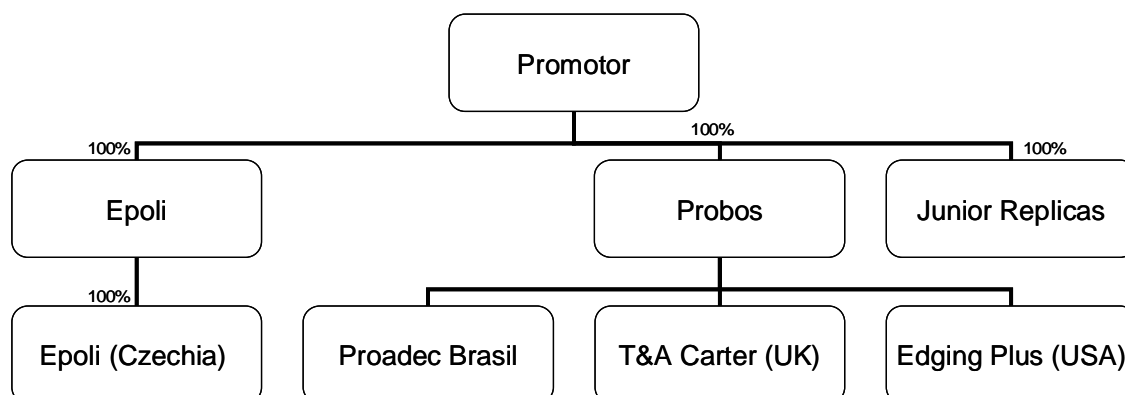 Promotor
100%
100%
100%
Epoli
Probos
Junior Replicas
100%
Epoli (Czechia)
Proadec Brasil
T&A Carter (UK)
Edging Plus (USA)